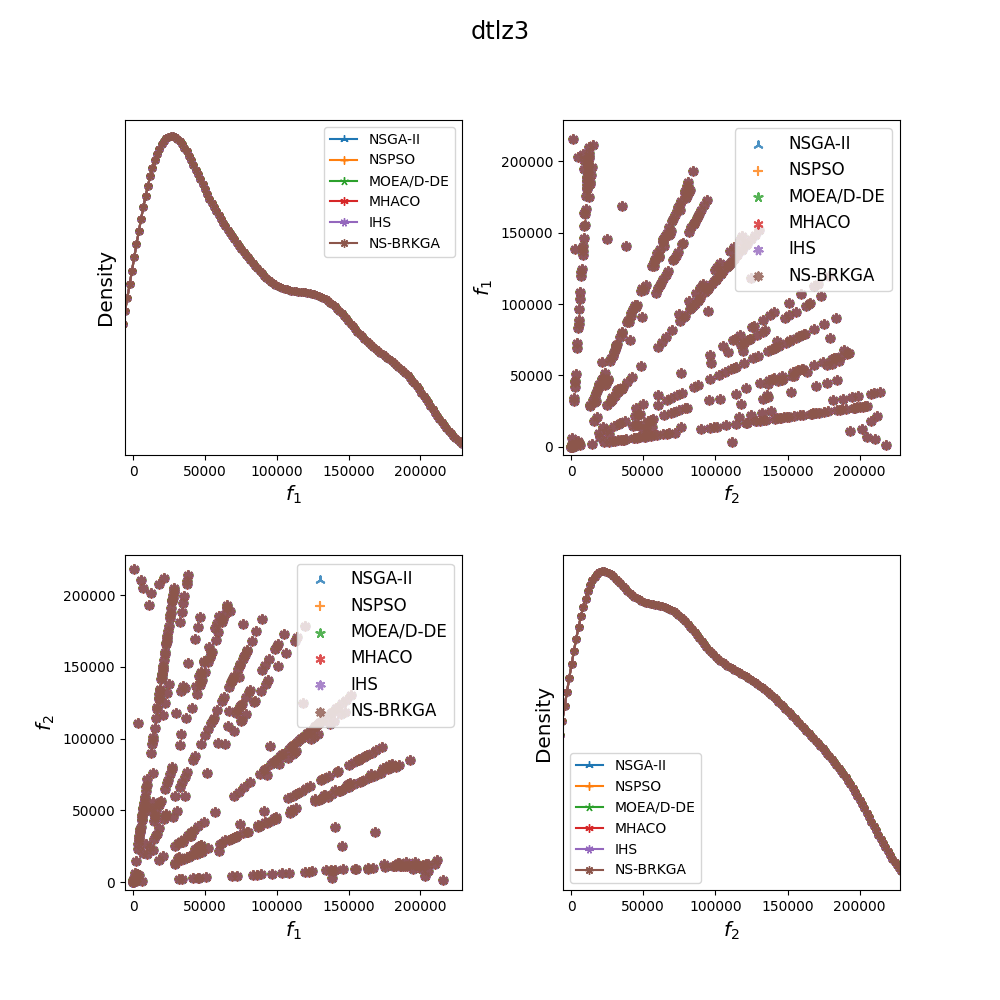 dtlz3
Density
NSGA-II
NSPSO
MOEA/D-DE
MHACO
IHS
NS-BRKGA
0
50000
100000
150000
200000
f1
f1
200000
150000
100000
50000
0
NSGA-II
NSPSO
MOEA/D-DE
MHACO
IHS
NS-BRKGA
0
50000
100000
150000
200000
f2
f2
200000
150000
100000
50000
0
NSGA-II
NSPSO
MOEA/D-DE
MHACO
IHS
NS-BRKGA
0
50000
100000
150000
200000
f1
Density
NSGA-II
NSPSO
MOEA/D-DE
MHACO
IHS
NS-BRKGA
0
50000
100000
150000
200000
f2